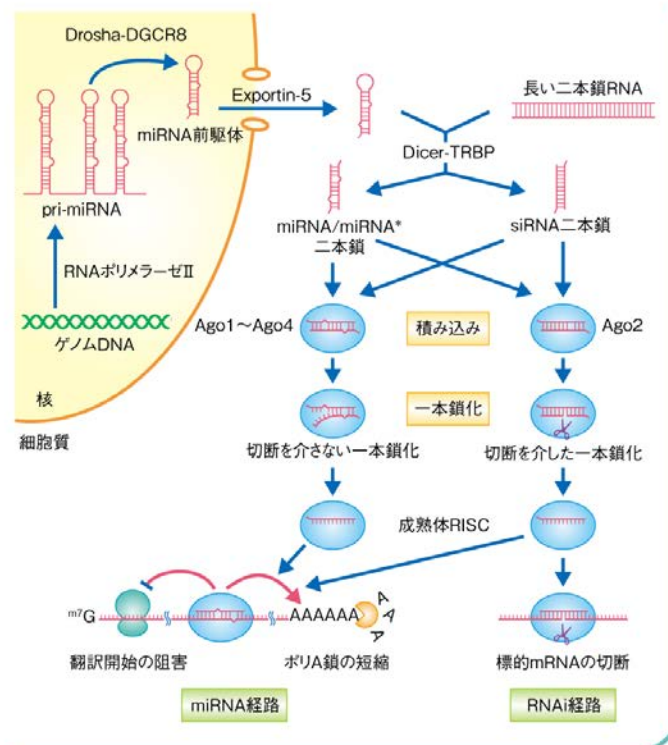 Drosha-DGCR8
Exportin-5
miRNA前駆体
長い二本鎖RNA
Dicer-TRBP
pri-miRNA
miRNA/miRNA*
二本鎖
siRNA二本鎖
RNAポリメラーゼII
ゲノムDNA
Ago1〜Ago4
積み込み
Ago2
核
一本鎖化
細胞質
切断を介さない一本鎖化
切断を介した一本鎖化
成熟体RISC
m7G
AAAAAA
A
A
A
翻訳開始の阻害
ポリA鎖の短縮
標的mRNAの切断
miRNA経路
RNAi経路